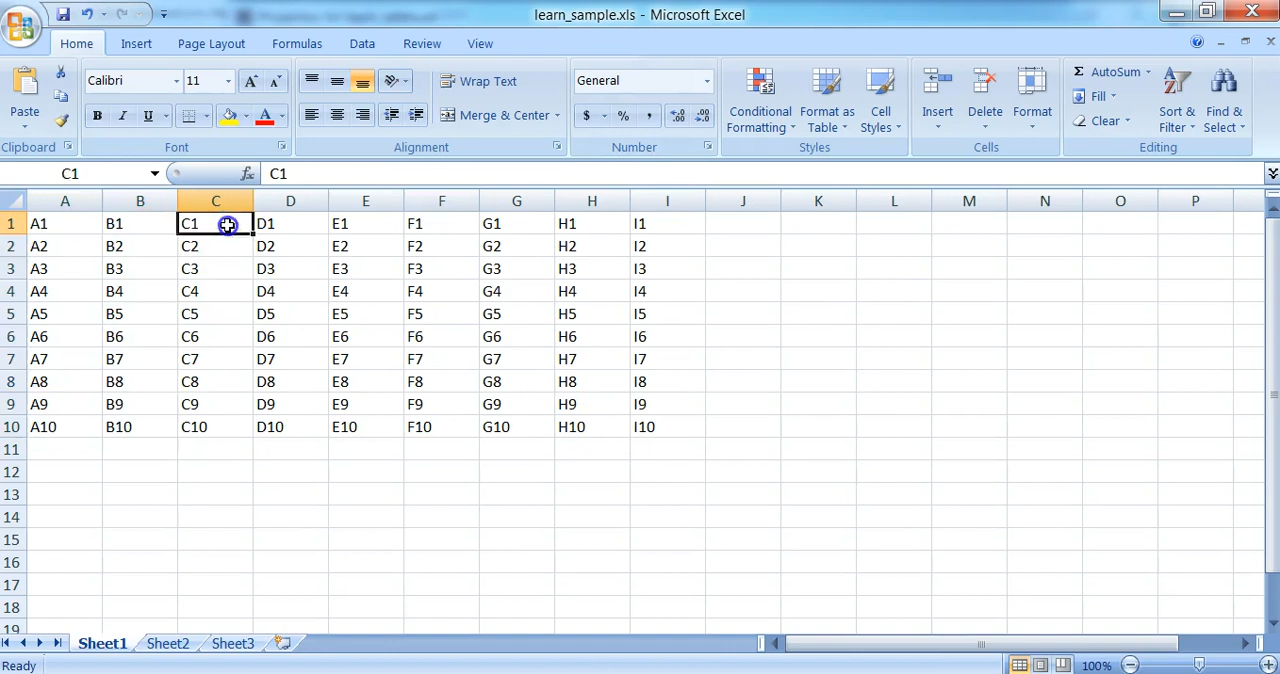 learn_sample.xls - Microsoft Excel
Home Insert Page Layout Formulas Data Review View
Paste
Clipboard
Calibri 11
B I U
Font
Wrap Text
Merge & Center
Alignment
General
$ % ,
Number
Conditional Formatting
Format as Table
Cell Styles
Styles
Insert Delete Format
Cells
Σ AutoSum
Fill
Clear
Sort & Filter
Find & Select
Editing
C1 fx C1
A B C D E F G H I J K L M N O P
1 A1 B1 C1 D1 E1 F1 G1 H1 I1
2 A2 B2 C2 D2 E2 F2 G2 H2 I2
3 A3 B3 C3 D3 E3 F3 G3 H3 I3
4 A4 B4 C4 D4 E4 F4 G4 H4 I4
5 A5 B5 C5 D5 E5 F5 G5 H5 I5
6 A6 B6 C6 D6 E6 F6 G6 H6 I6
7 A7 B7 C7 D7 E7 F7 G7 H7 I7
8 A8 B8 C8 D8 E8 F8 G8 H8 I8
9 A9 B9 C9 D9 E9 F9 G9 H9 I9
10 A10 B10 C10 D10 E10 F10 G10 H10 I10
11
12
13
14
15
16
17
18
19
Sheet1 Sheet2 Sheet3
Ready 100%